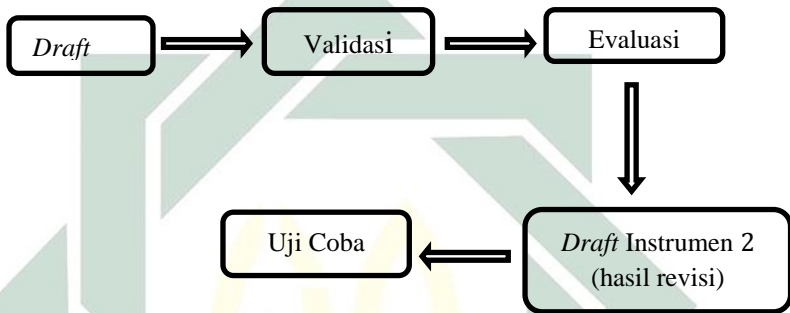 Draft
Validasi
Evaluasi
Draft Instrumen 2
(hasil revisi)
Uji Coba